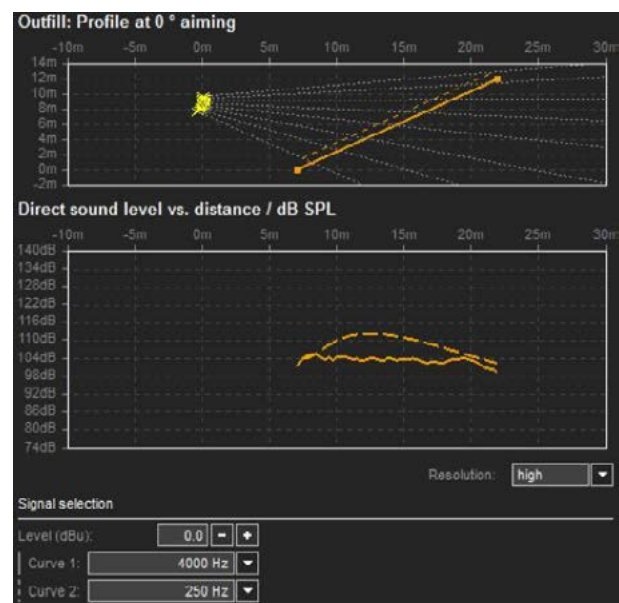 Outfill: Profile at 0 ° aiming
-10m -5m 0m 5m 10m 15m 20m 25m 30m
14m
12m
10m
8m
6m
4m
2m
0m
-2m
Direct sound level vs. distance / dB SPL
-10m -5m 0m 5m 10m 15m 20m 25m 30m
140dB
134dB
128dB
122dB
116dB
110dB
104dB
98dB
92dB
86dB
80dB
74dB
Resolution: high
Signal selection
Level (dBu): 0.0 - +
Curve 1: 4000 Hz
Curve 2: 250 Hz